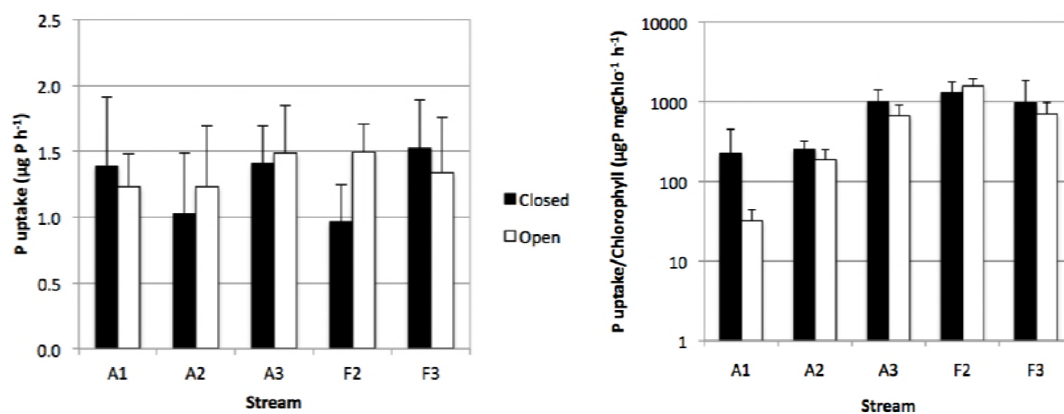 P uptake (µg P h⁻¹)
2.5
2.0
1.5
1.0
0.5
0.0
A1 A2 A3 F2 F3
Stream
Closed
Open
P uptake/Chlorophyll (µgP mgChlo⁻¹ h⁻¹)
10000
1000
100
10
1
A1 A2 A3 F2 F3
Stream